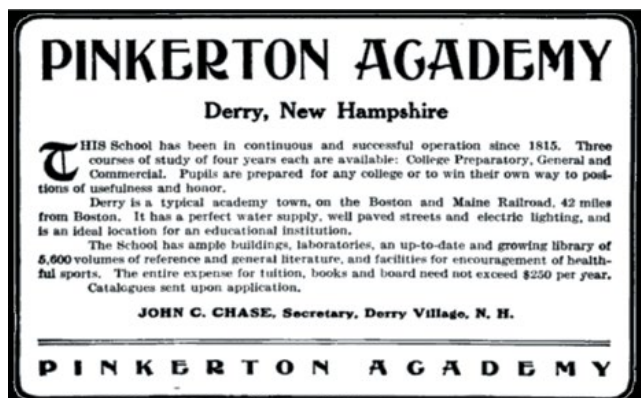 PINKERTON ACADEMY
Derry, New Hampshire
THIS School has been in continuous and successful operation since 1815. Three
courses of study of four years each are available: College Preparatory, General and
Commercial. Pupils are prepared for any college or to win their own way to posi-
tions of usefulness and honor.
Derry is a typical academy town, on the Boston and Maine Railroad, 42 miles
from Boston. It has a perfect water supply, well paved streets and electric lighting, and
is an ideal location for an educational institution.
The School has ample buildings, laboratories, an up-to-date and growing library of
5,600 volumes of reference and general literature, and facilities for encouragement of health-
ful sports. The entire expense for tuition, books and board need not exceed $250 per year.
Catalogues sent upon application.
JOHN C. CHASE, Secretary, Derry Village, N. H.
PINKERTON ACADEMY